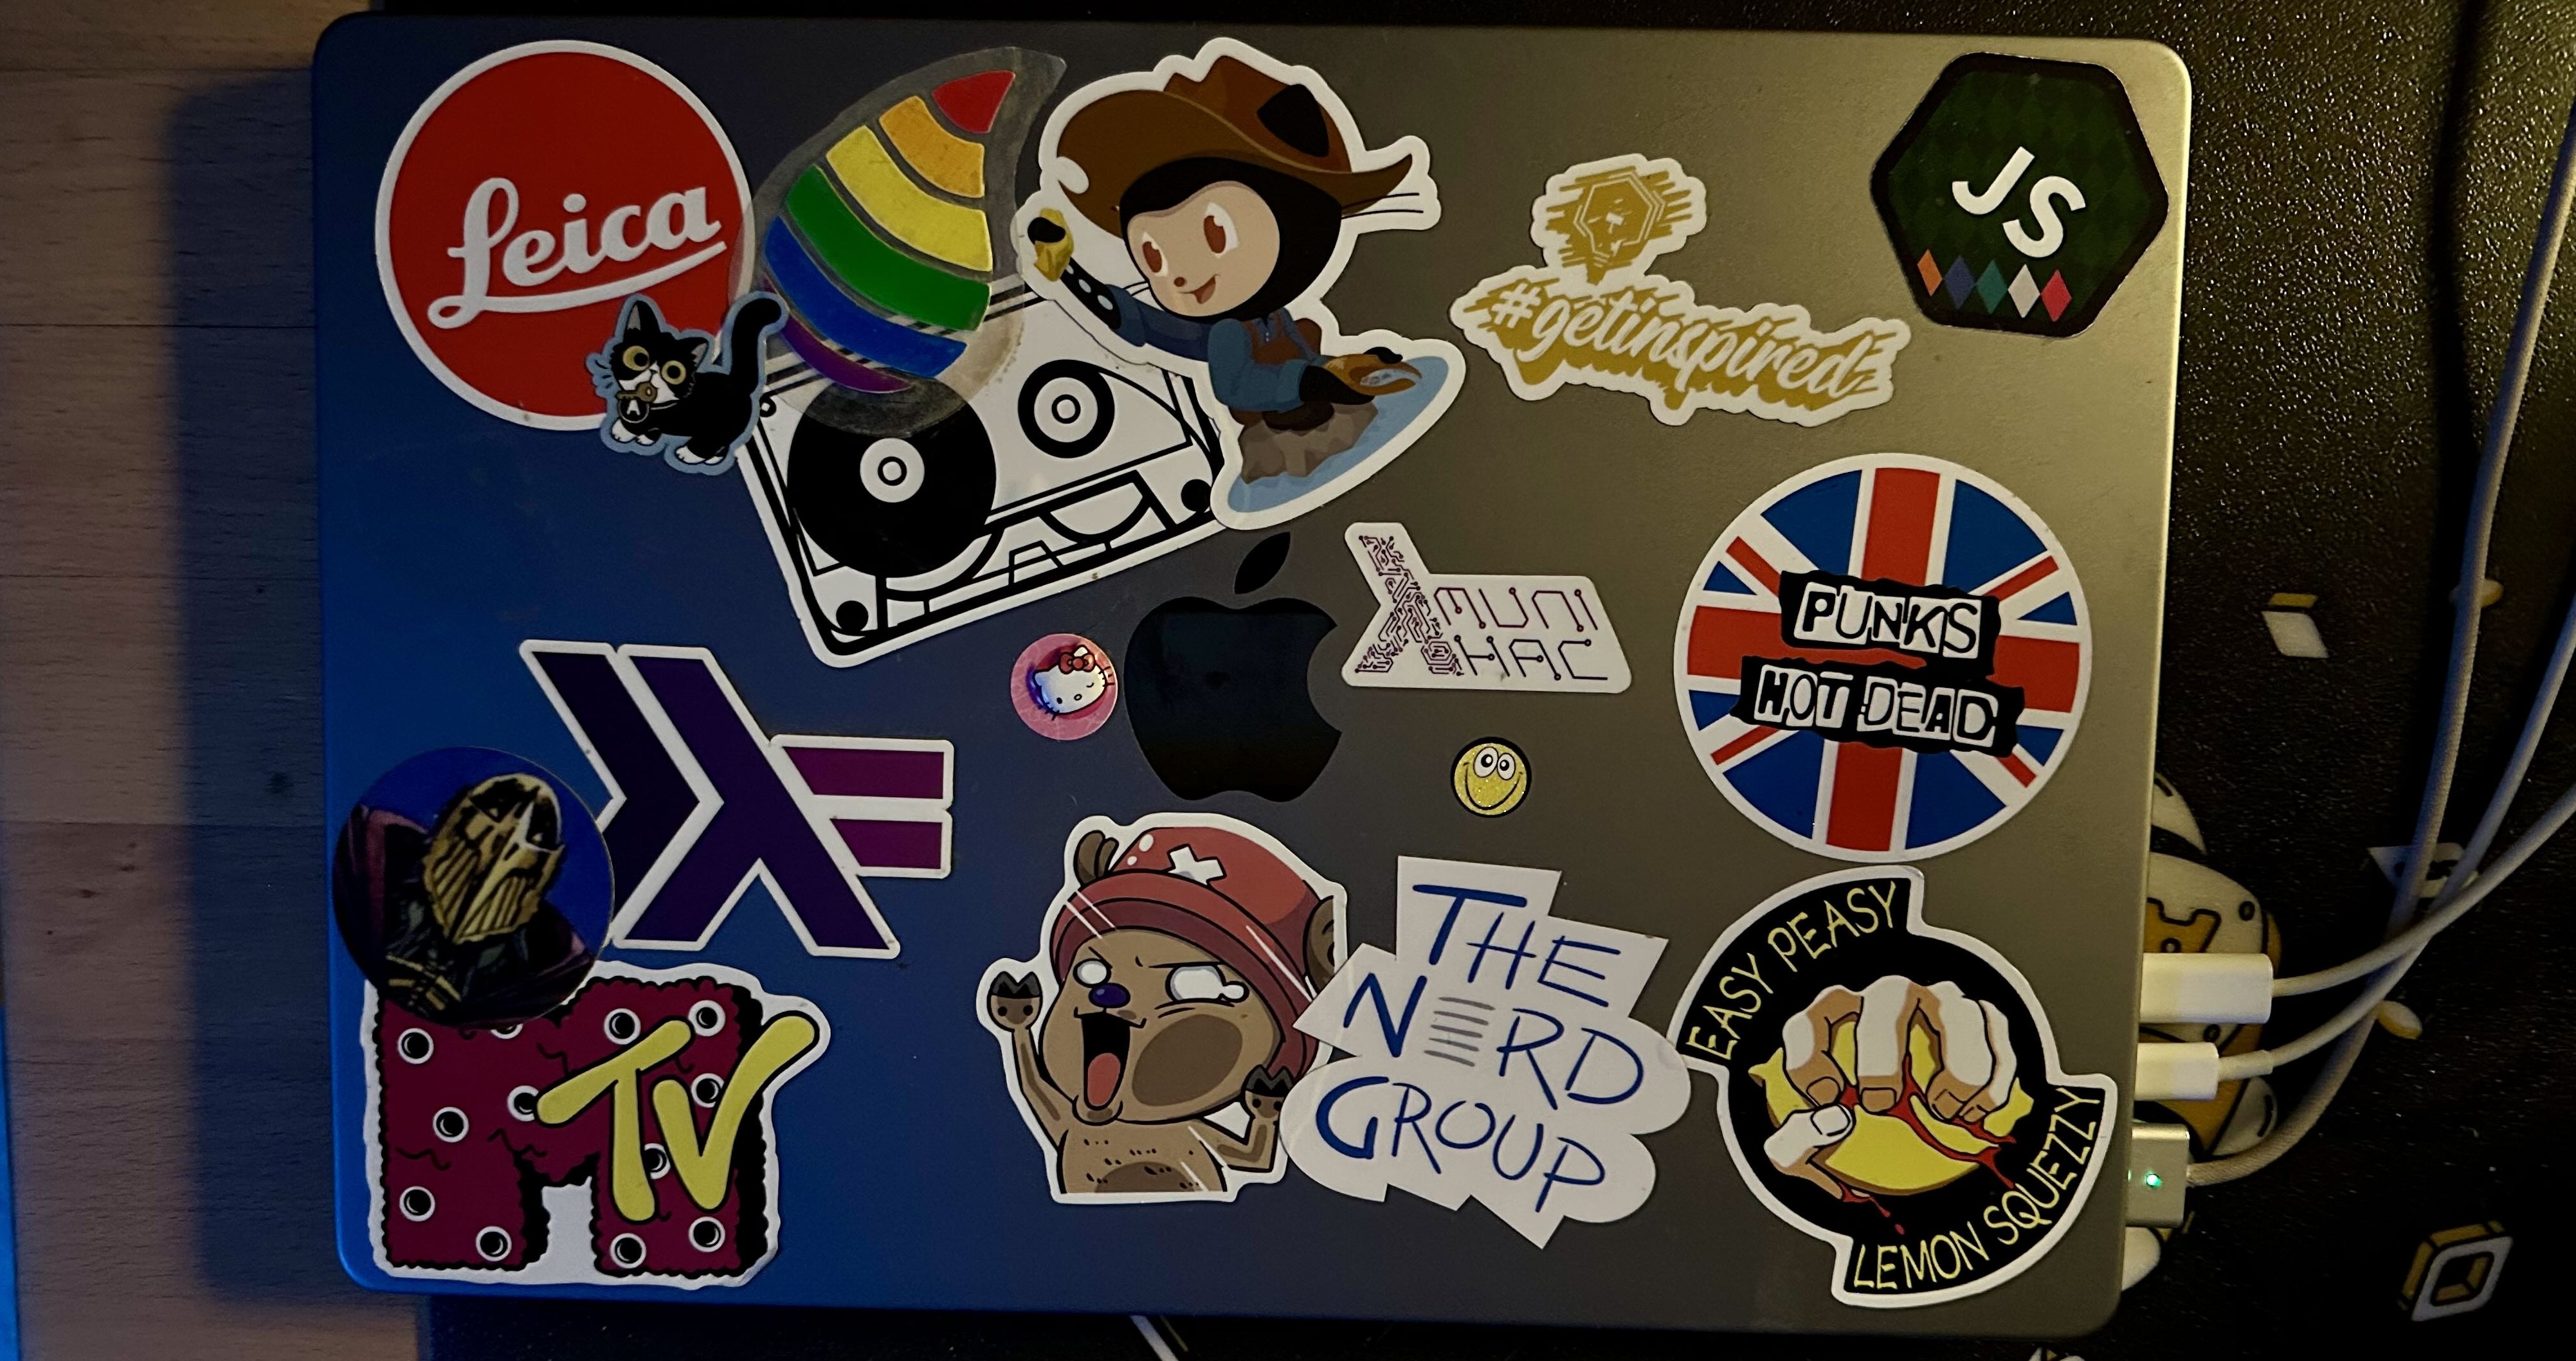 Leica
JS
#getinspired
MUNI
HAC
PUNKS
NOT DEAD
MTV
THE
NERD
GROUP
EASY PEASY
LEMON SQUEZZY